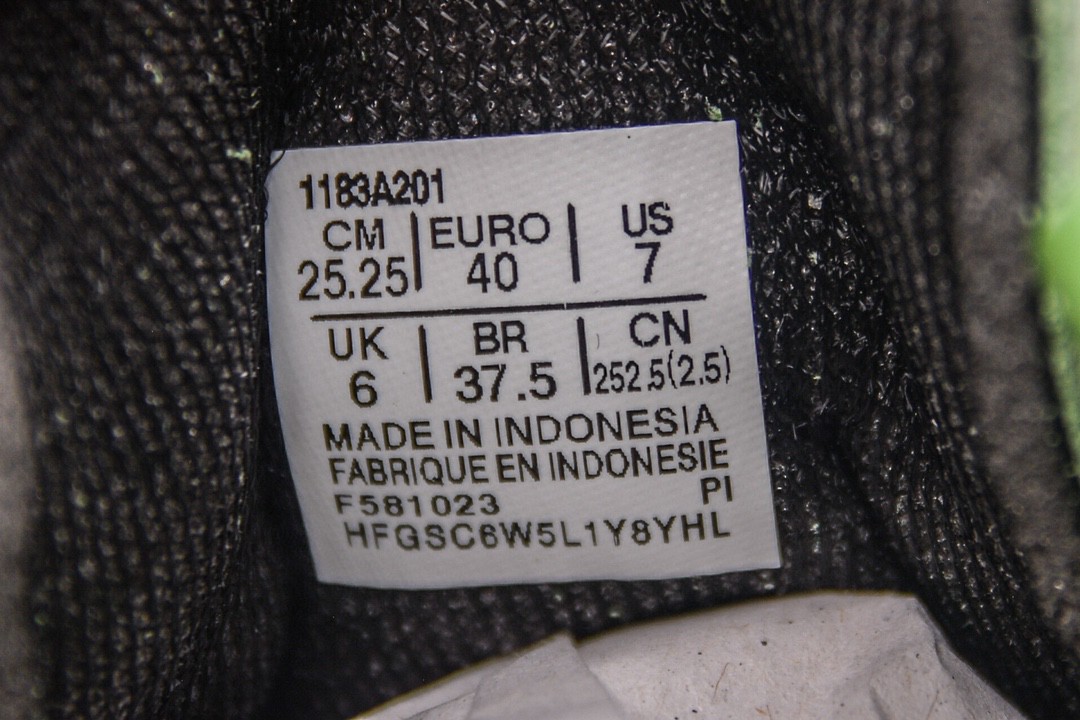 1183A201
CM | EURO | US
25.25 | 40 | 7
UK | BR | CN
6 | 37.5 | 252.5(2.5)
MADE IN INDONESIA
FABRIQUE EN INDONESIE
F581023 PI
HFGSC6W5L1Y8YHL